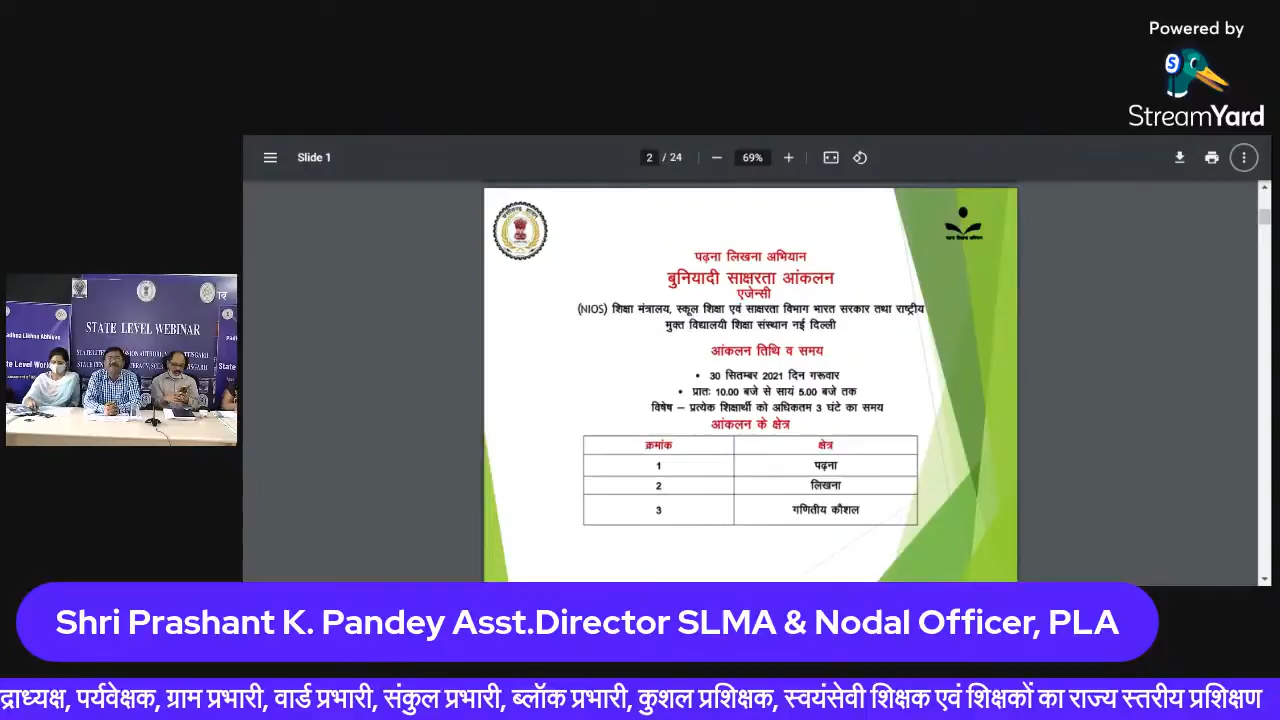 Powered by
StreamYard
Slide 1
2 / 24
69%
पढ़ना लिखना अभियान
बुनियादी साक्षरता आंकलन
एजेन्सी
(NIOS) शिक्षा मंत्रालय, स्कूल शिक्षा एवं साक्षरता विभाग भारत सरकार तथा राष्ट्रीय
मुक्त विद्यालयी शिक्षा संस्थान नई दिल्ली
आंकलन तिथि व समय
• 30 सितम्बर 2021 दिन गरूवार
• प्रातः 10.00 बजे से सायं 5.00 बजे तक
विषेष – प्रत्येक शिक्षार्थी को अधिकतम 3 घंटे का समय
आंकलन के क्षेत्र
क्रमांक क्षेत्र
1 पढ़ना
2 लिखना
3 गणितीय कौशल
STATE LEVEL WEBINAR
Shri Prashant K. Pandey Asst.Director SLMA & Nodal Officer, PLA
द्राध्यक्ष, पर्यवेक्षक, ग्राम प्रभारी, वार्ड प्रभारी, संकुल प्रभारी, ब्लॉक प्रभारी, कुशल प्रशिक्षक, स्वयंसेवी शिक्षक एवं शिक्षकों का राज्य स्तरीय प्रशिक्षण